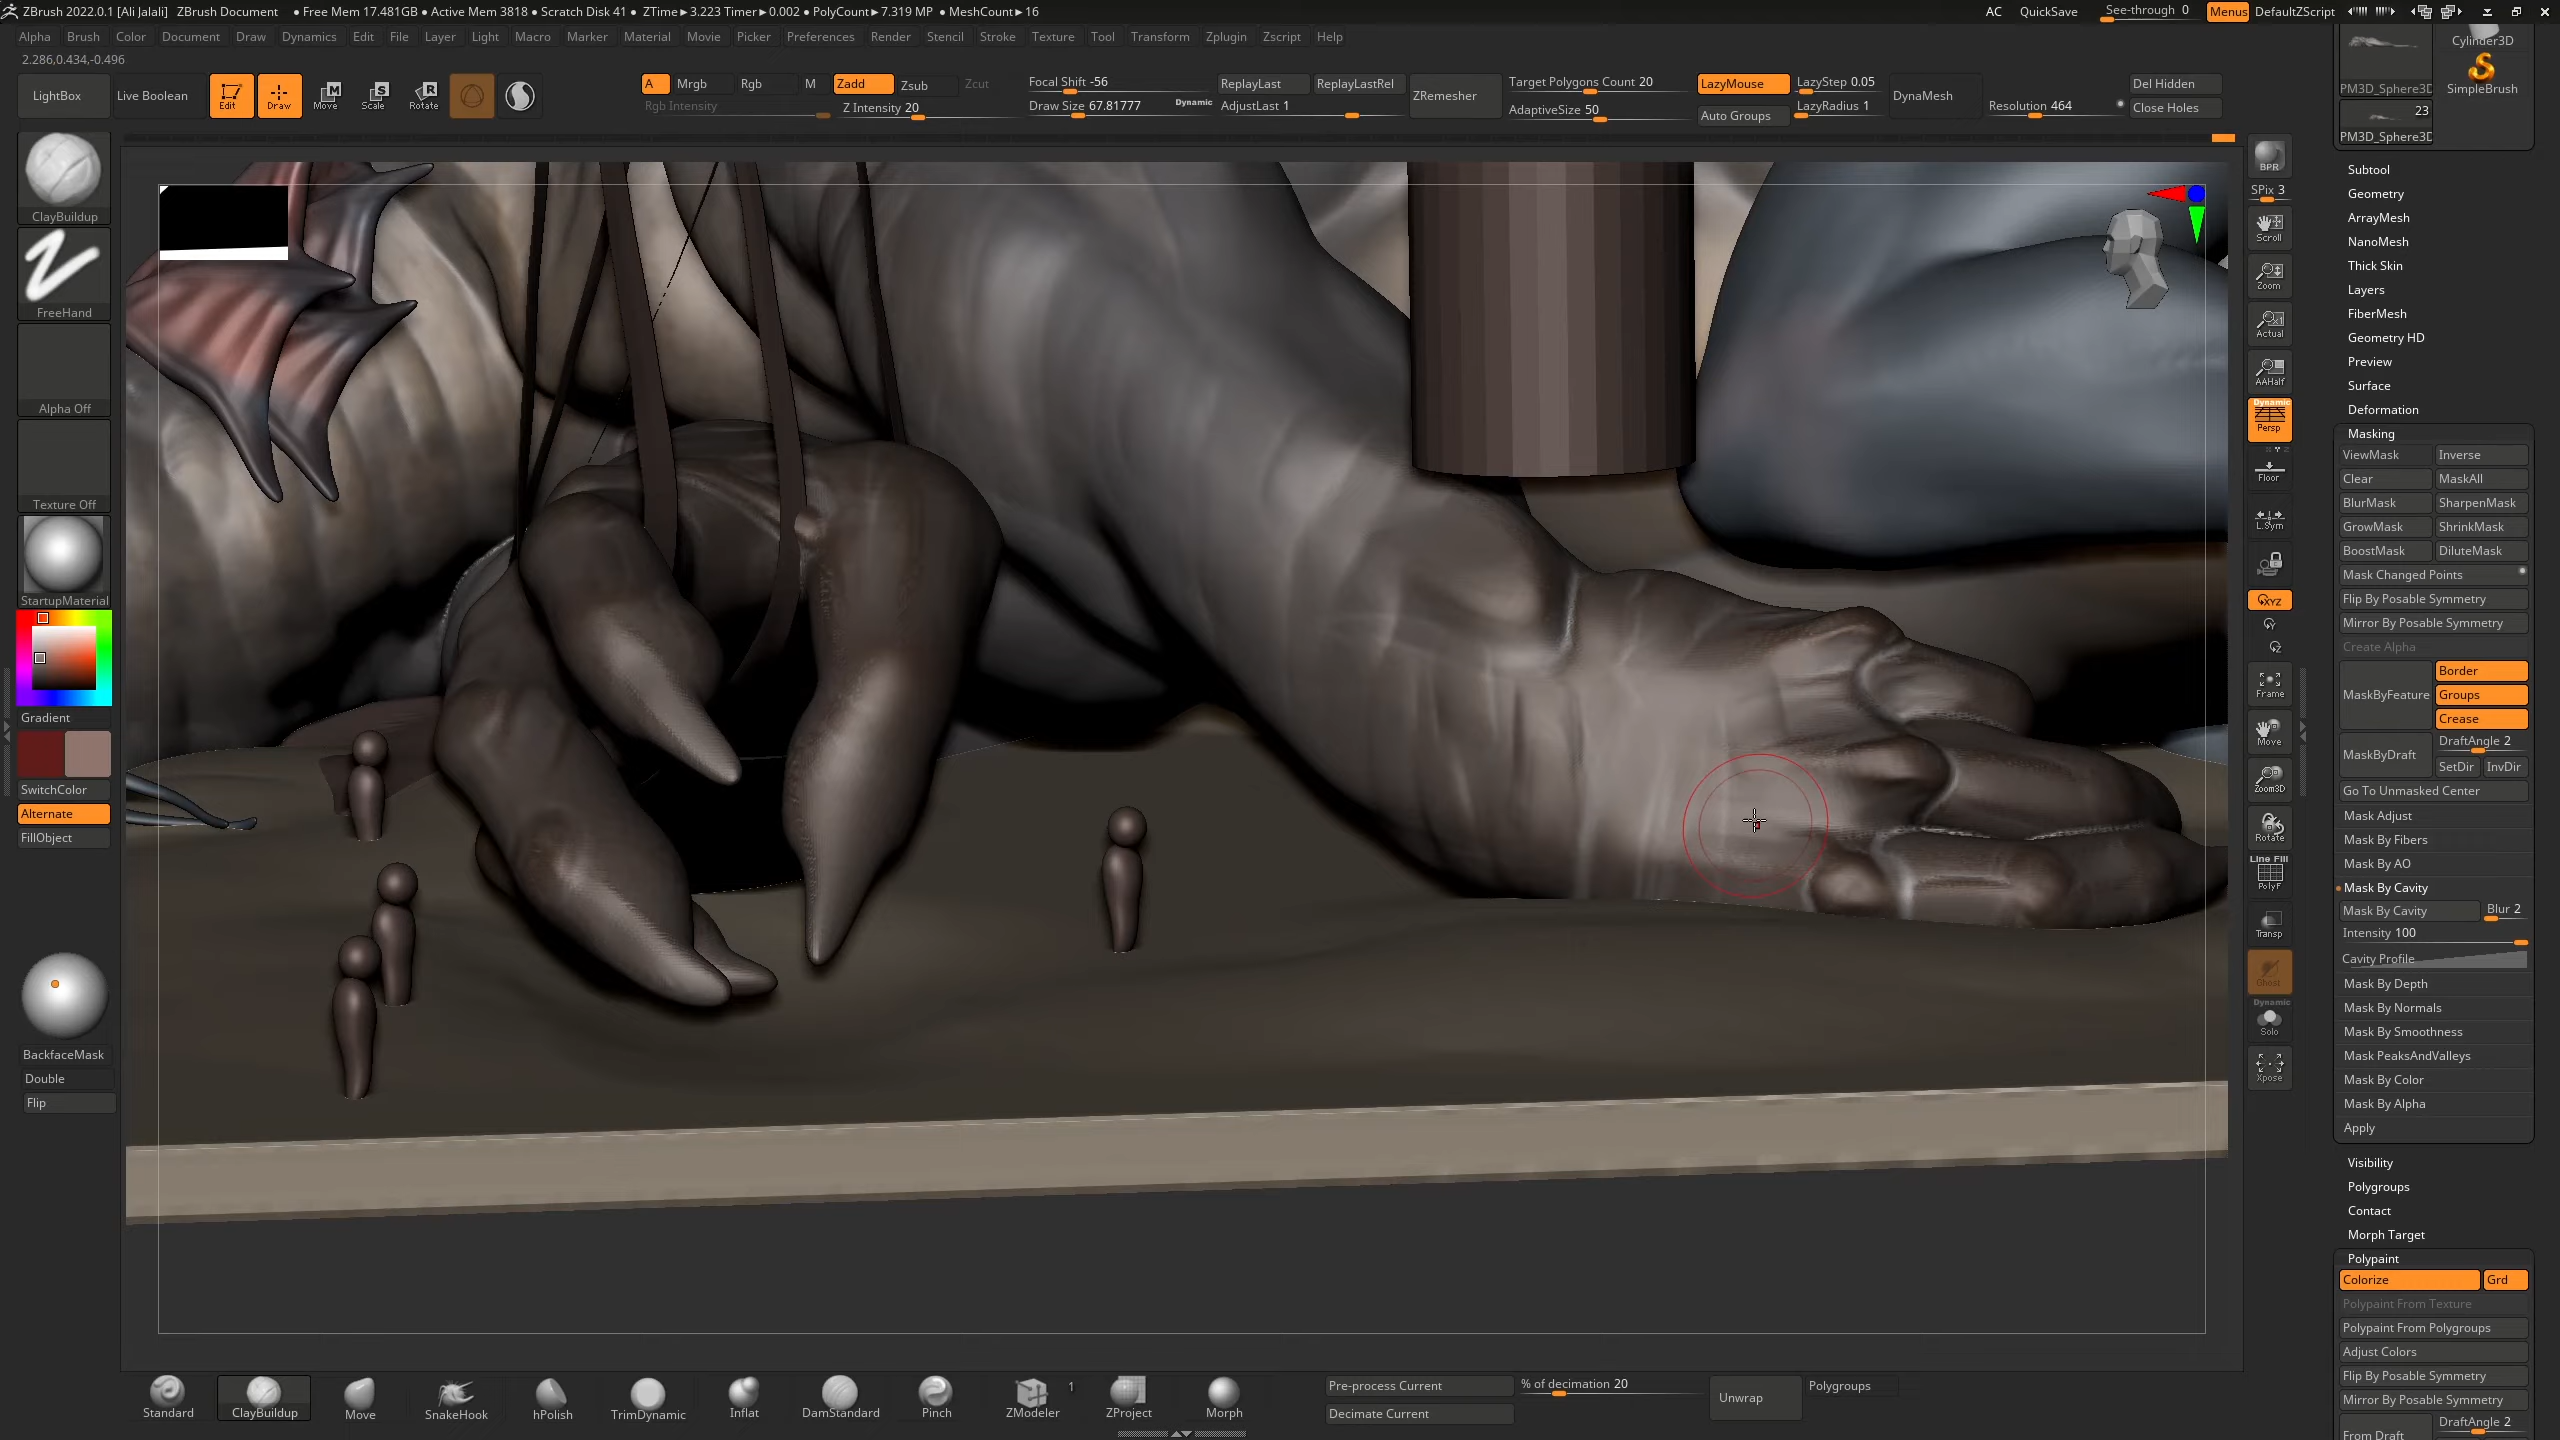 ZBrush 2022.0.1 [Ali Jalali] ZBrush Document ● Free Mem 17.481GB ● Active Mem 3818 ● Scratch Disk 41 ● ZTime►3.223 Timer►0.002 ● PolyCount►7.319 MP ● MeshCount►16 AC QuickSave See-through 0 Menus DefaultZScript
Alpha Brush Color Document Draw Dynamics Edit File Layer Light Macro Marker Material Movie Picker Preferences Render Stencil Stroke Texture Tool Transform Zplugin Zscript Help
2.286,0.434,-0.496
LightBox Live Boolean Edit Draw Move Scale Rotate
A Mrgb Rgb M Zadd Zsub Zcut Focal Shift -56 ReplayLast ReplayLastRel ZRemesher Target Polygons Count 20 LazyMouse LazyStep 0.05 DynaMesh Del Hidden
Rgb Intensity Z Intensity 20 Draw Size 67.81777 Dynamic AdjustLast 1 AdaptiveSize 50 Auto Groups LazyRadius 1 Resolution 464 Close Holes
ClayBuildup
FreeHand
Alpha Off
Texture Off
StartupMaterial
Gradient
SwitchColor
Alternate
FillObject
BackfaceMask
Double
Flip
BPR
SPix 3
Scroll
Zoom
Actual
AAHalf
Dynamic
Persp
Floor
L.Sym
XYZ
Frame
Move
Zoom3D
Rotate
Line Fill
PolyF
Transp
Ghost
Dynamic
Solo
Xpose
Cylinder3D
PM3D_Sphere3D SimpleBrush
23
PM3D_Sphere3D
Subtool
Geometry
ArrayMesh
NanoMesh
Thick Skin
Layers
FiberMesh
Geometry HD
Preview
Surface
Deformation
Masking
ViewMask Inverse
Clear MaskAll
BlurMask SharpenMask
GrowMask ShrinkMask
BoostMask DiluteMask
Mask Changed Points
Flip By Posable Symmetry
Mirror By Posable Symmetry
Create Alpha
MaskByFeature Border
Groups
Crease
MaskByDraft DraftAngle 2
SetDir InvDir
Go To Unmasked Center
Mask Adjust
Mask By Fibers
Mask By AO
Mask By Cavity
Mask By Cavity Blur 2
Intensity 100
Cavity Profile
Mask By Depth
Mask By Normals
Mask By Smoothness
Mask PeaksAndValleys
Mask By Color
Mask By Alpha
Apply
Visibility
Polygroups
Contact
Morph Target
Polypaint
Colorize Grd
Polypaint From Texture
Polypaint From Polygroups
Adjust Colors
Flip By Posable Symmetry
Mirror By Posable Symmetry
From Draft DraftAngle 2
Standard ClayBuildup Move SnakeHook hPolish TrimDynamic Inflat DamStandard Pinch ZModeler 1 ZProject Morph
Pre-process Current % of decimation 20 Unwrap Polygroups
Decimate Current